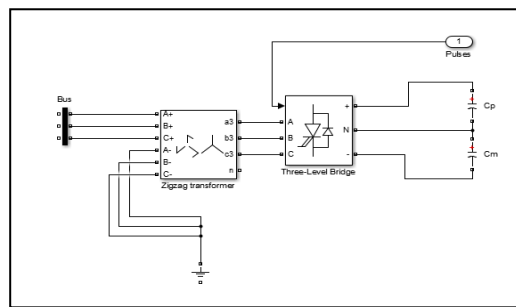 1
Pulses
Bus
A+
B+
C+
A-
B-
C-
a3
b3
c3
n
Zigzag transformer
A
B
C
+
N
-
Three-Level Bridge
Cp
Cm